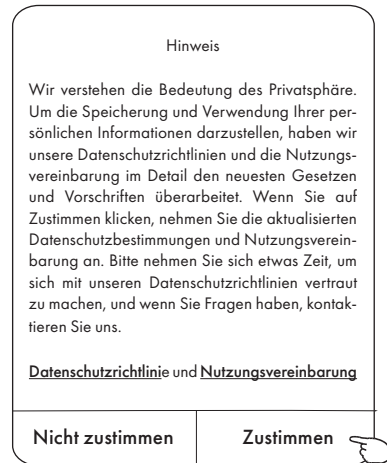 Hinweis
Wir verstehen die Bedeutung des Privatsphäre.
Um die Speicherung und Verwendung Ihrer per-
sönlichen Informationen darzustellen, haben wir
unsere Datenschutzrichtlinien und die Nutzungs-
vereinbarung im Detail den neuesten Gesetzen
und Vorschriften überarbeitet. Wenn Sie auf
Zustimmen klicken, nehmen Sie die aktualisierten
Datenschutzbestimmungen und Nutzungsverein-
barung an. Bitte nehmen Sie sich etwas Zeit, um
sich mit unseren Datenschutzrichtlinien vertraut
zu machen, und wenn Sie Fragen haben, kontak-
tieren Sie uns.
Datenschutzrichtlinie und Nutzungsvereinbarung
Nicht zustimmen Zustimmen